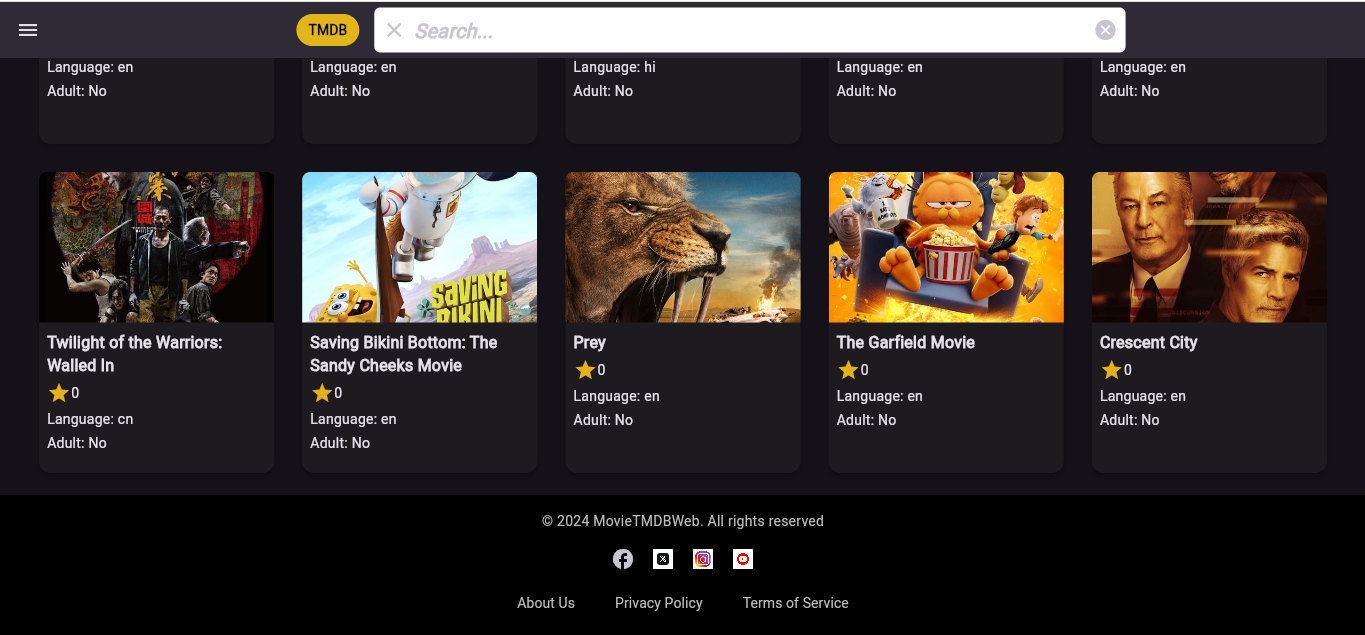 TMDB
Search...
Language: en
Adult: No
Language: en
Adult: No
Language: hi
Adult: No
Language: en
Adult: No
Language: en
Adult: No
Twilight of the Warriors:
Walled In
0
Language: cn
Adult: No
SAVING
BIKINI
Saving Bikini Bottom: The
Sandy Cheeks Movie
0
Language: en
Adult: No
Prey
0
Language: en
Adult: No
The Garfield Movie
0
Language: en
Adult: No
Crescent City
0
Language: en
Adult: No
© 2024 MovieTMDBWeb. All rights reserved
About Us
Privacy Policy
Terms of Service